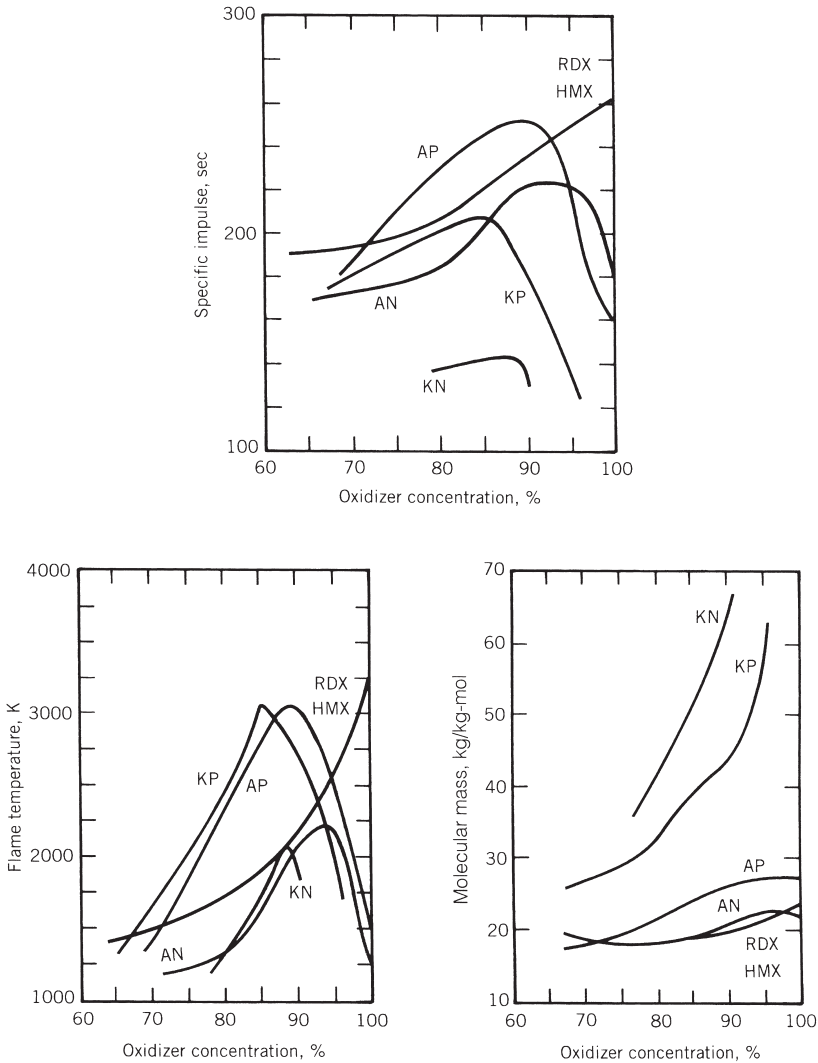 300
RDX
HMX
AP
Specific impulse, sec
200
AN
KP
KN
100
60 70 80 90 100
Oxidizer concentration, %
4000
RDX
HMX
3000
KP
AP
Flame temperature, K
2000
KN
AN
1000
60 70 80 90 100
Oxidizer concentration, %
70
KN
60
KP
50
Molecular mass, kg/kg-mol
40
30
AP
AN
20
RDX
HMX
10
60 70 80 90 100
Oxidizer concentration, %